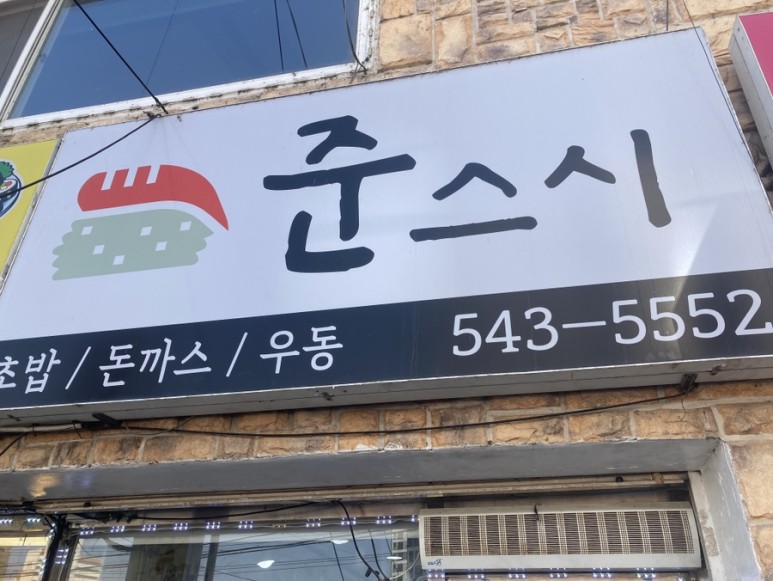 준스시
초밥 / 돈까스 / 우동
543-5552